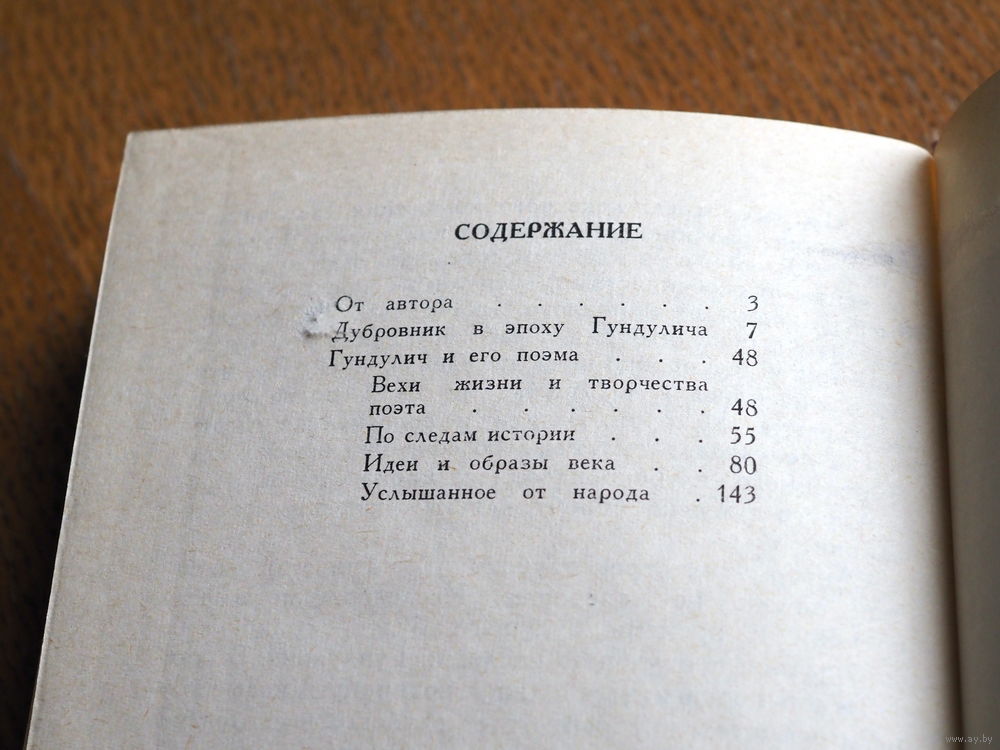 СОДЕРЖАНИЕ
От автора . . . . . . 3
Дубровник в эпоху Гундулича 7
Гундулич и его поэма . . . 48
Вехи жизни и творчества
поэта . . . . . . 48
По следам истории . . . 55
Идеи и образы века . . 80
Услышанное от народа . 143
www.ay.by